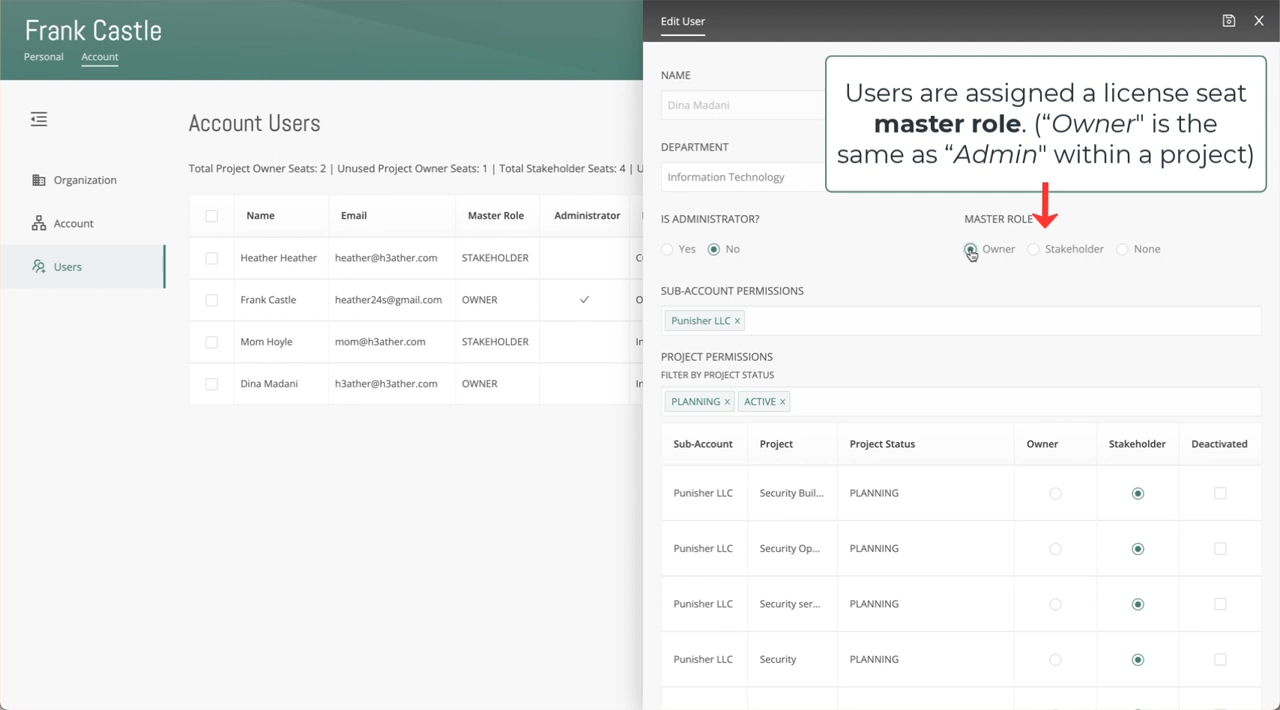 Frank Castle
Personal Account
Organization
Account
Users
Account Users
Total Project Owner Seats: 2 | Unused Project Owner Seats: 1 | Total Stakeholder Seats: 4 | U
Name Email Master Role Administrator
Heather Heather heather@h3ather.com STAKEHOLDER
Frank Castle heather24s@gmail.com OWNER
Mom Hoyle mom@h3ather.com STAKEHOLDER In
Dina Madani h3ather@h3ather.com OWNER In
Edit User
NAME
Dina Madani
DEPARTMENT
Information Technology
Users are assigned a license seat
master role. (“Owner" is the
same as “Admin" within a project)
IS ADMINISTRATOR?
Yes No
MASTER ROLE
Owner Stakeholder None
SUB-ACCOUNT PERMISSIONS
Punisher LLC ×
PROJECT PERMISSIONS
FILTER BY PROJECT STATUS
PLANNING × ACTIVE ×
Sub-Account Project Project Status Owner Stakeholder Deactivated
Punisher LLC Security Buil... PLANNING
Punisher LLC Security Op... PLANNING
Punisher LLC Security ser... PLANNING
Punisher LLC Security PLANNING